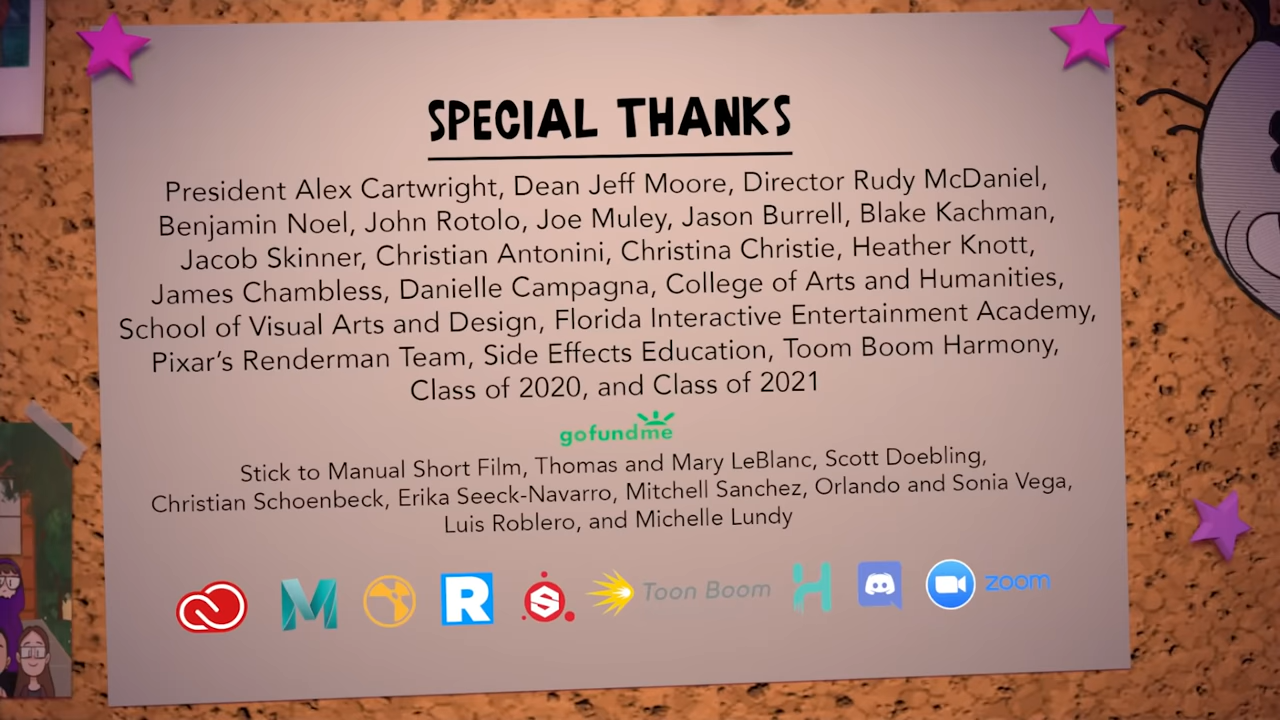 SPECIAL THANKS
President Alex Cartwright, Dean Jeff Moore, Director Rudy McDaniel,
Benjamin Noel, John Rotolo, Joe Muley, Jason Burrell, Blake Kachman,
Jacob Skinner, Christian Antonini, Christina Christie, Heather Knott,
James Chambless, Danielle Campagna, College of Arts and Humanities,
School of Visual Arts and Design, Florida Interactive Entertainment Academy,
Pixar's Renderman Team, Side Effects Education, Toom Boom Harmony,
Class of 2020, and Class of 2021
gofundme
Stick to Manual Short Film, Thomas and Mary LeBlanc, Scott Doebling,
Christian Schoenbeck, Erika Seeck-Navarro, Mitchell Sanchez, Orlando and Sonia Vega,
Luis Roblero, and Michelle Lundy
M R S Toon Boom H zoom